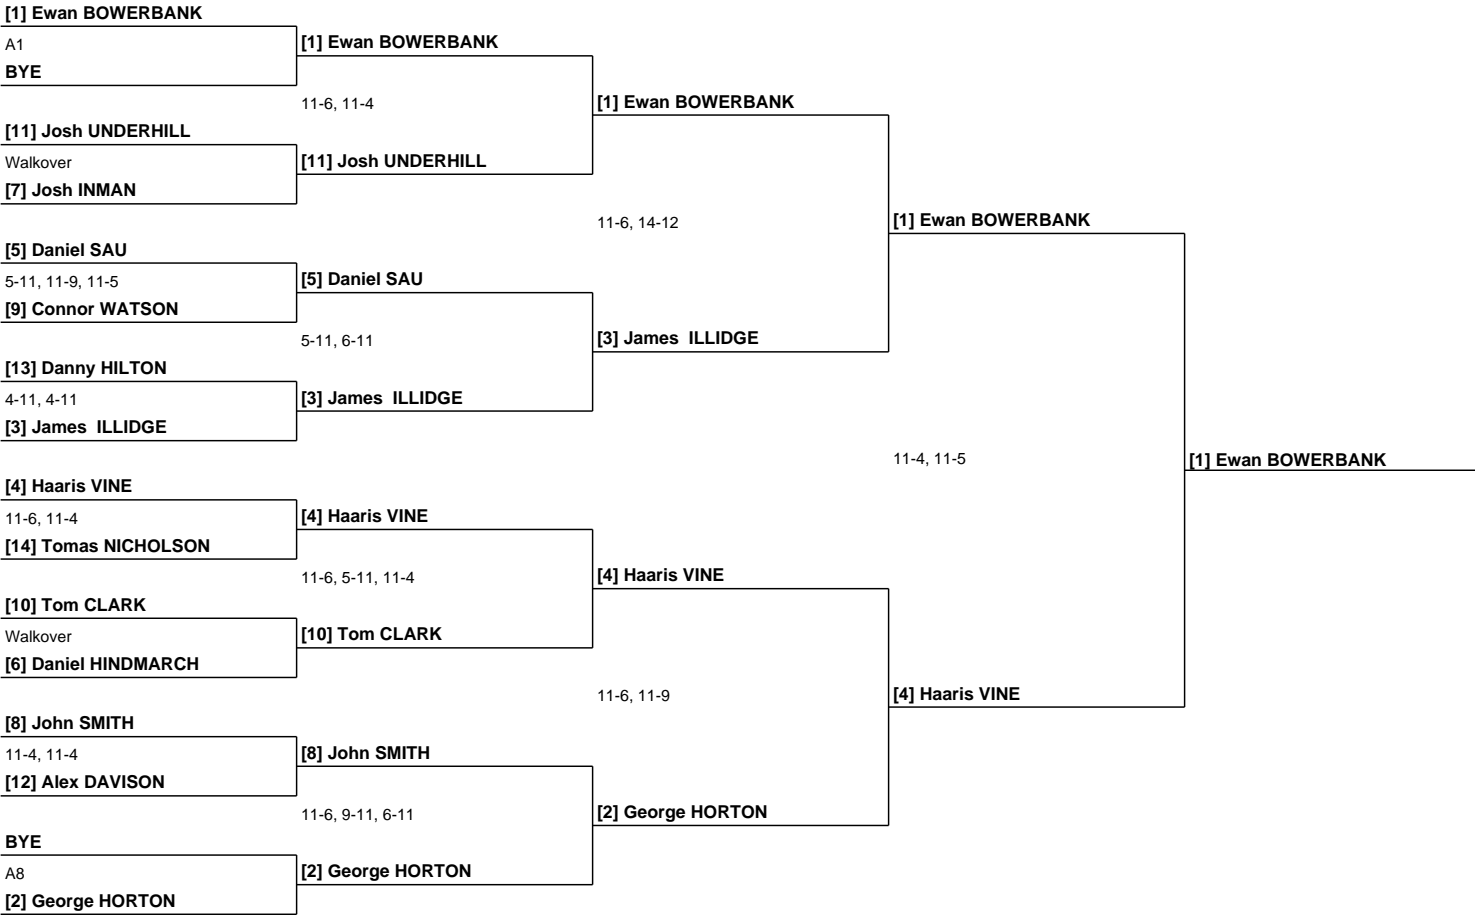 [1] Ewan BOWERBANK
A1
BYE
[1] Ewan BOWERBANK
11-6, 11-4
[11] Josh UNDERHILL
Walkover
[7] Josh INMAN
[11] Josh UNDERHILL
[1] Ewan BOWERBANK
11-6, 14-12
[5] Daniel SAU
5-11, 11-9, 11-5
[9] Connor WATSON
[5] Daniel SAU
5-11, 6-11
[13] Danny HILTON
4-11, 4-11
[3] James  ILLIDGE
[3] James  ILLIDGE
[3] James  ILLIDGE
[1] Ewan BOWERBANK
11-4, 11-5
[1] Ewan BOWERBANK
[4] Haaris VINE
11-6, 11-4
[14] Tomas NICHOLSON
[4] Haaris VINE
11-6, 5-11, 11-4
[10] Tom CLARK
Walkover
[6] Daniel HINDMARCH
[10] Tom CLARK
[4] Haaris VINE
11-6, 11-9
[4] Haaris VINE
[8] John SMITH
11-4, 11-4
[12] Alex DAVISON
[8] John SMITH
11-6, 9-11, 6-11
BYE
A8
[2] George HORTON
[2] George HORTON
[2] George HORTON